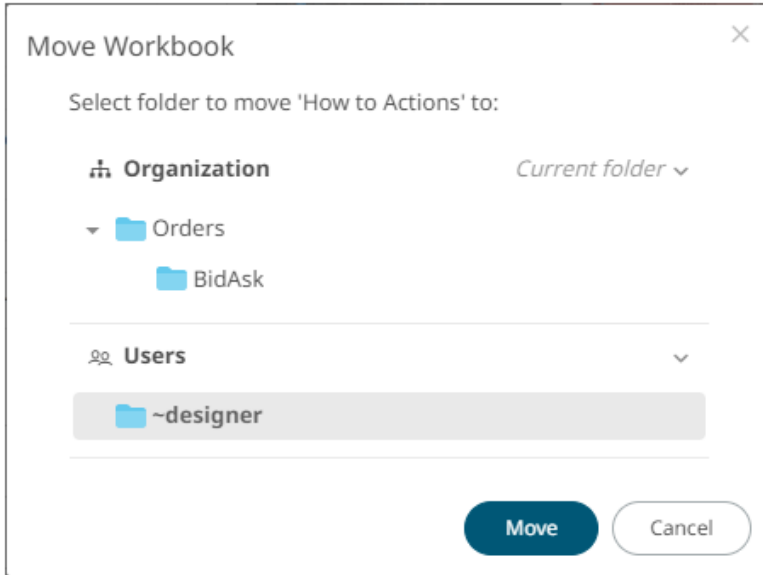 Move Workbook
Select folder to move 'How to Actions' to:
Organization Current folder
Orders
BidAsk
Users
~designer
Move Cancel